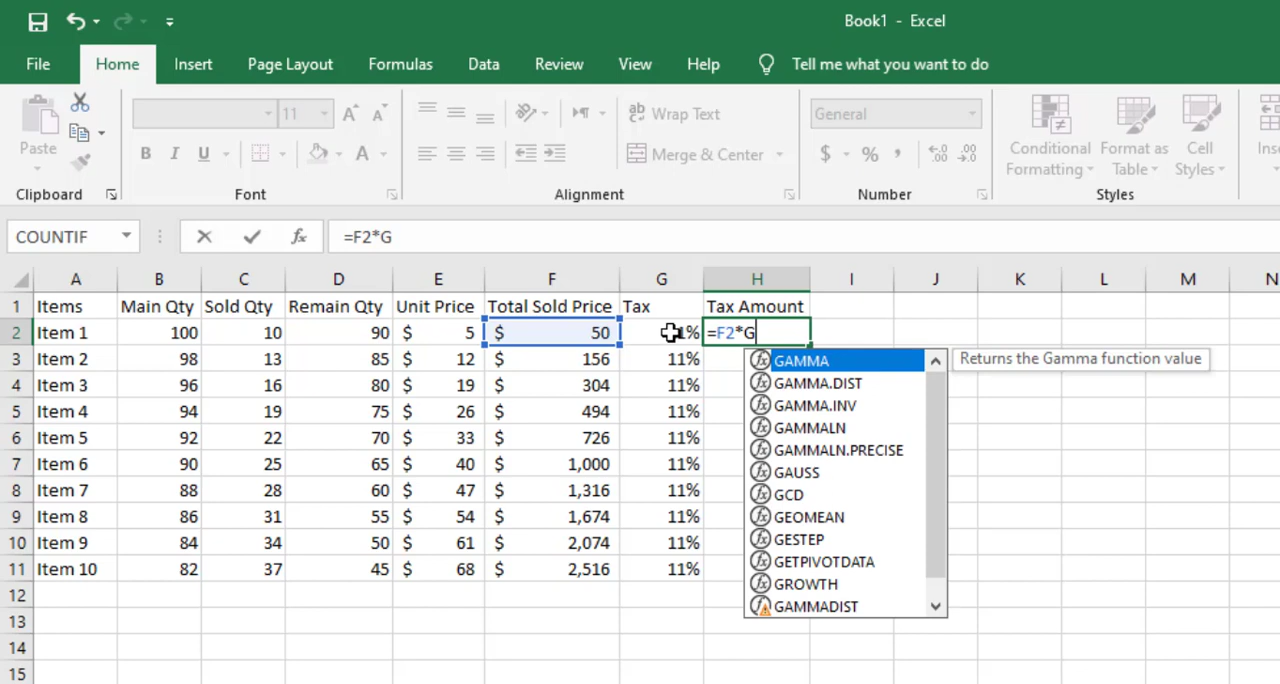 Book1 - Excel
File Home Insert Page Layout Formulas Data Review View Help Tell me what you want to do
Paste
11 A A
B I U A
Wrap Text
Merge & Center
General
$ % ,
Conditional Formatting
Format as Table
Cell Styles
Clipboard Font Alignment Number Styles
COUNTIF fx =F2*G
A B C D E F G H I J K L M N
1 Items Main Qty Sold Qty Remain Qty Unit Price Total Sold Price Tax Tax Amount
2 Item 1 100 10 90 $ 5 $ 50 1% =F2*G
3 Item 2 98 13 85 $ 12 $ 156 11%
4 Item 3 96 16 80 $ 19 $ 304 11%
5 Item 4 94 19 75 $ 26 $ 494 11%
6 Item 5 92 22 70 $ 33 $ 726 11%
7 Item 6 90 25 65 $ 40 $ 1,000 11%
8 Item 7 88 28 60 $ 47 $ 1,316 11%
9 Item 8 86 31 55 $ 54 $ 1,674 11%
10 Item 9 84 34 50 $ 61 $ 2,074 11%
11 Item 10 82 37 45 $ 68 $ 2,516 11%
12
13
14
15
GAMMA Returns the Gamma function value
GAMMA.DIST
GAMMA.INV
GAMMALN
GAMMALN.PRECISE
GAUSS
GCD
GEOMEAN
GESTEP
GETPIVOTDATA
GROWTH
GAMMADIST